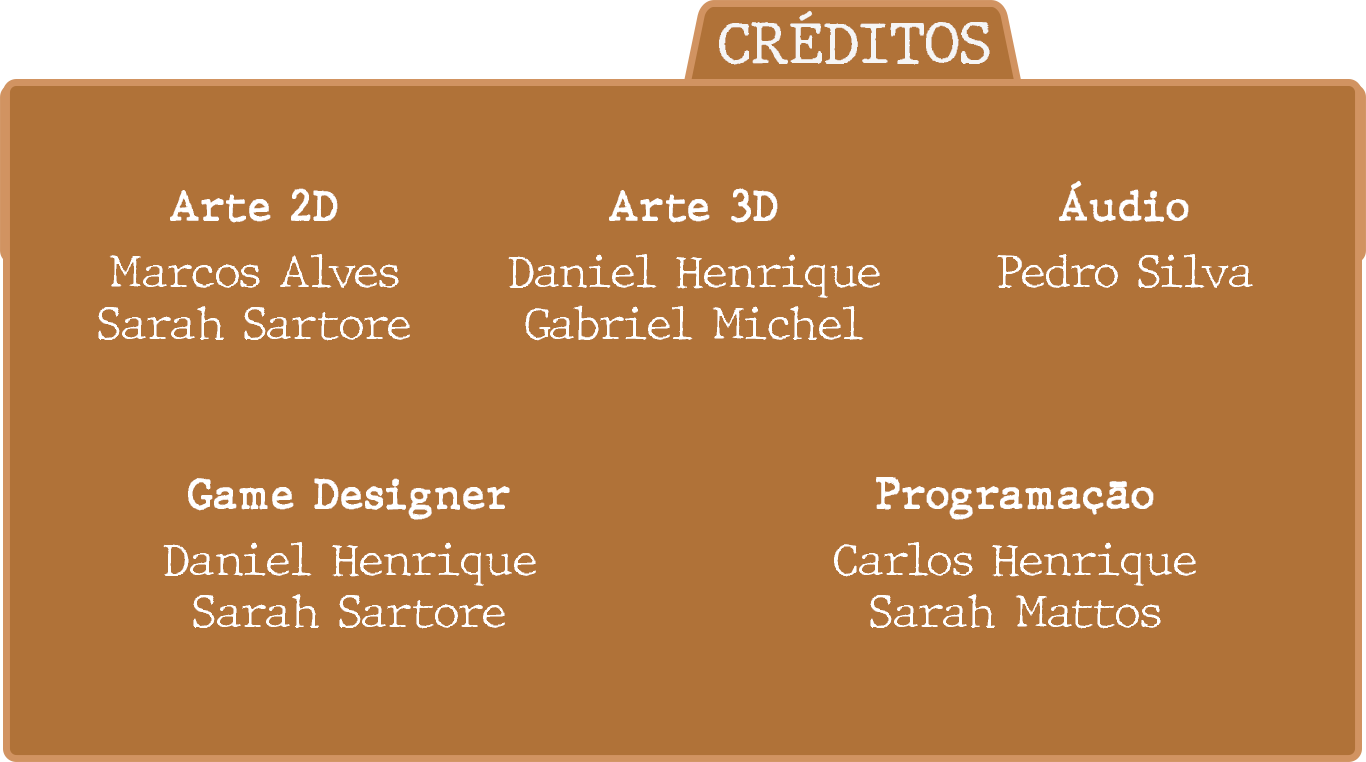 CRÉDITOS
Arte 2D
Marcos Alves
Sarah Sartore
Arte 3D
Daniel Henrique
Gabriel Michel
Áudio
Pedro Silva
Game Designer
Daniel Henrique
Sarah Sartore
Programação
Carlos Henrique
Sarah Mattos